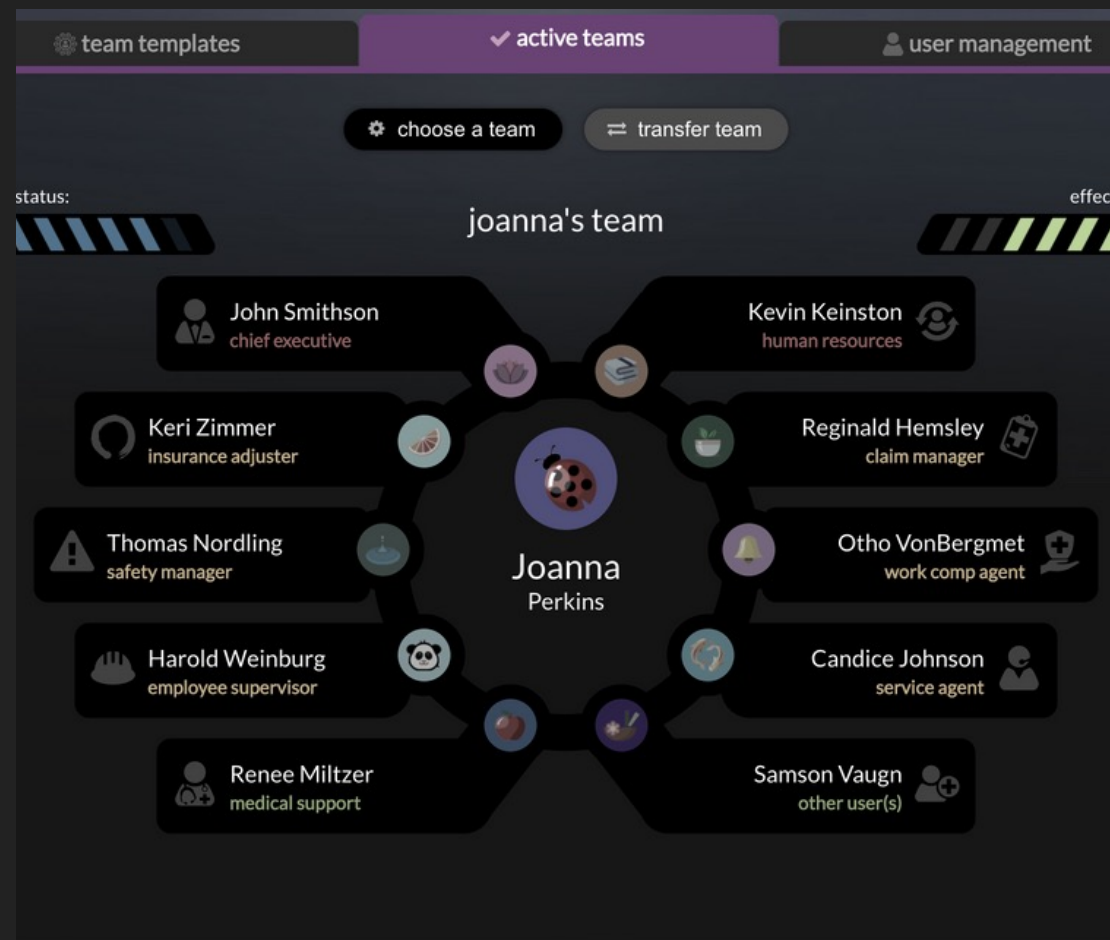 team templates
active teams
user management
choose a team
transfer team
status:
effec
joanna's team
John Smithson
chief executive
Kevin Keinston
human resources
Keri Zimmer
insurance adjuster
Reginald Hemsley
claim manager
Thomas Nordling
safety manager
Joanna
Perkins
Otho VonBergmet
work comp agent
Harold Weinburg
employee supervisor
Candice Johnson
service agent
Renee Miltzer
medical support
Samson Vaugn
other user(s)